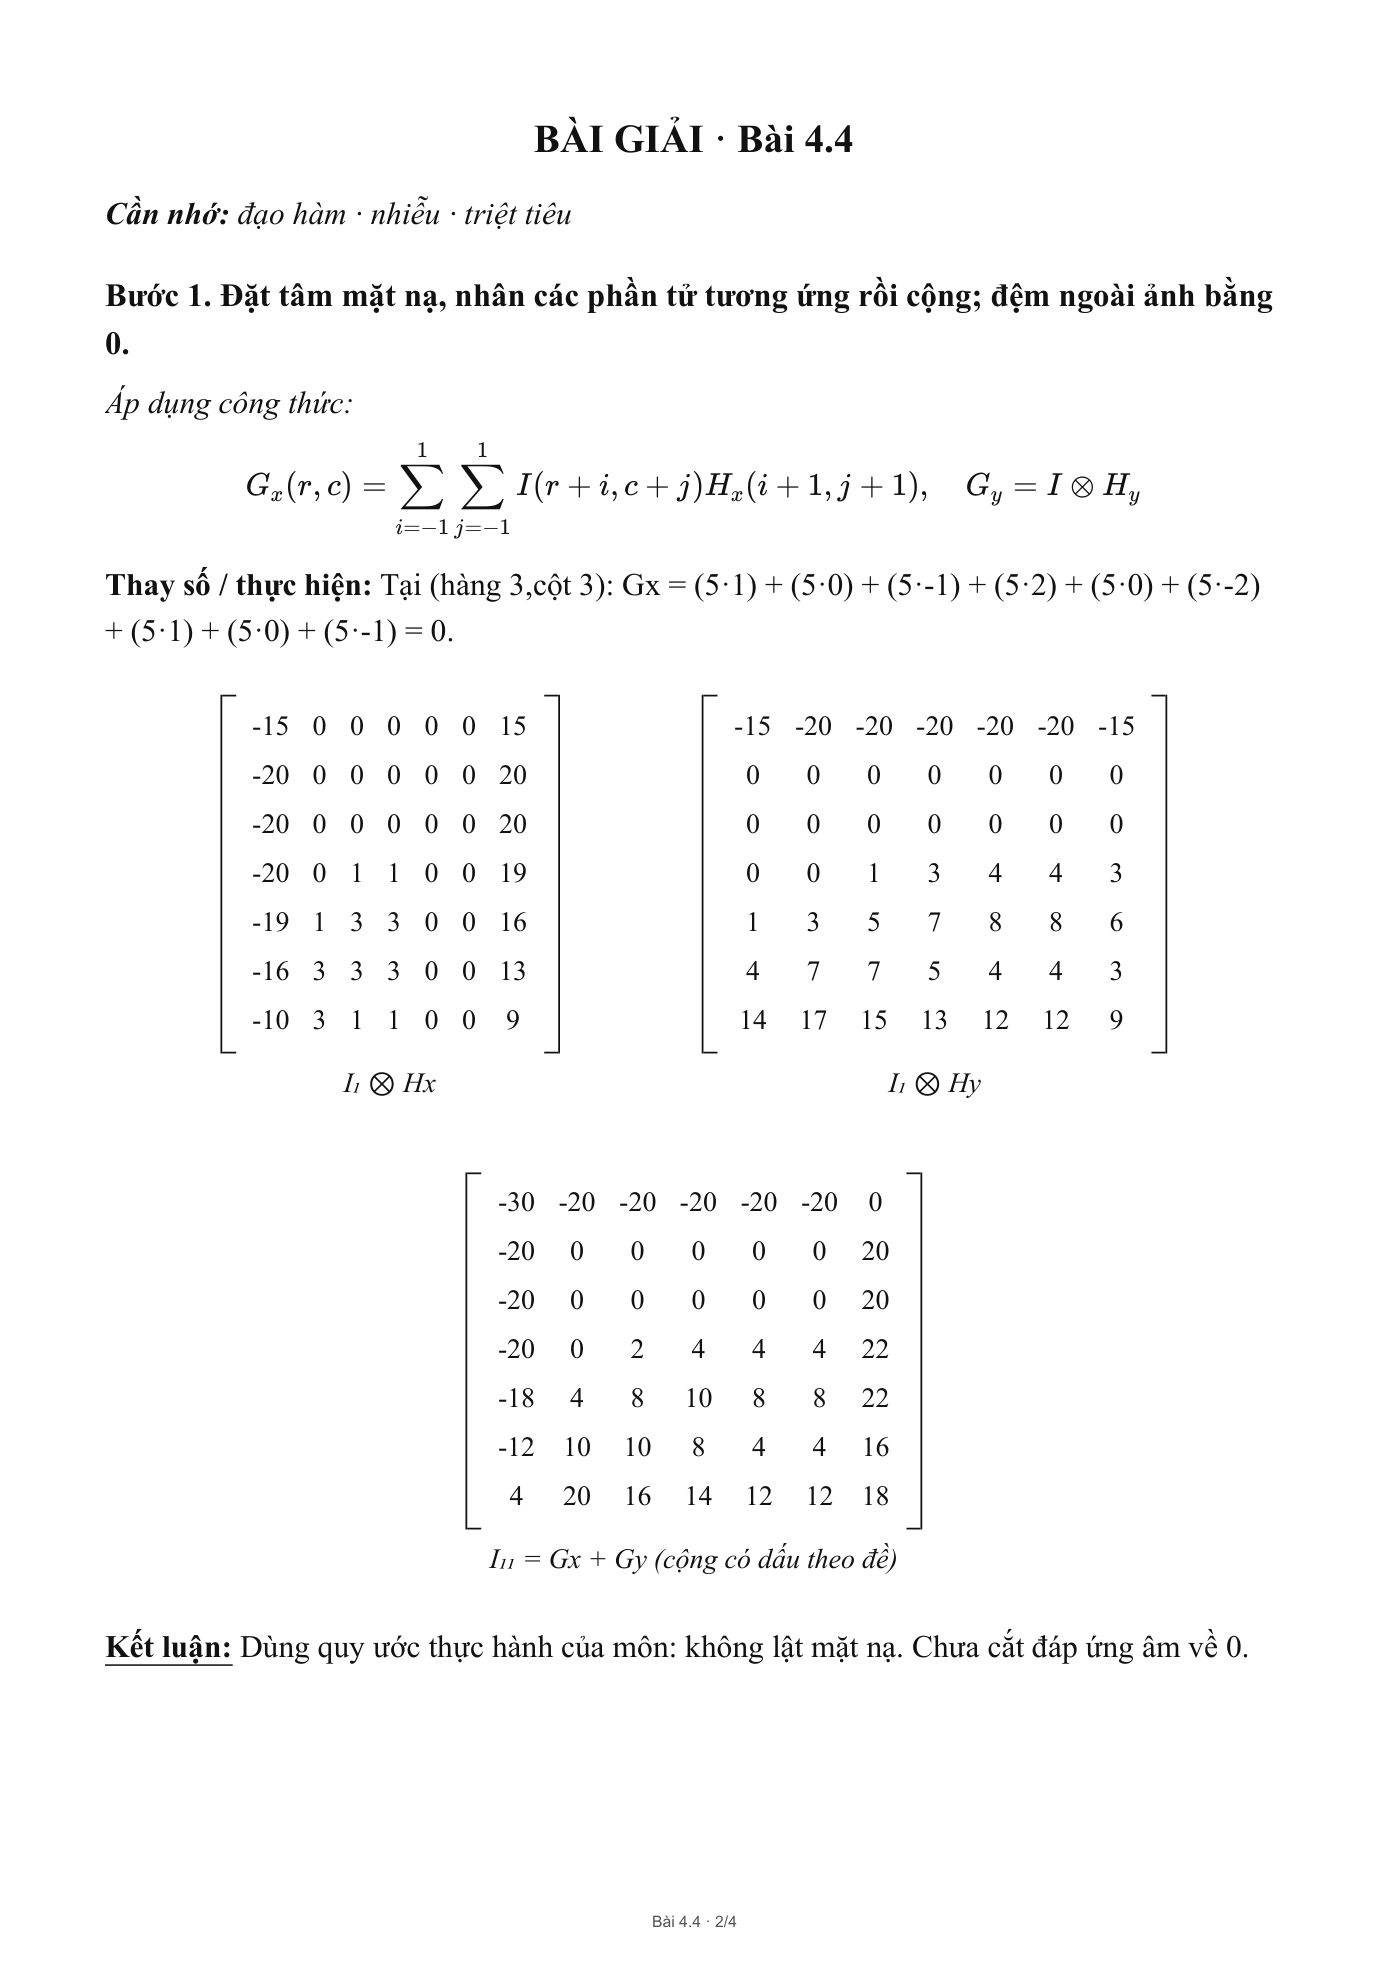 BÀI GIẢI · Bài 4.4
Cần nhớ: đạo hàm · nhiễu · triệt tiêu
Bước 1. Đặt tâm mặt nạ, nhân các phần tử tương ứng rồi cộng; đệm ngoài ảnh bằng
0.
Áp dụng công thức:
G_x(r, c) = \sum_{i=-1}^{1} \sum_{j=-1}^{1} I(r + i, c + j)H_x(i + 1, j + 1), G_y = I ⊗ H_y
Thay số / thực hiện: Tại (hàng 3,cột 3): Gx = (5·1) + (5·0) + (5·-1) + (5·2) + (5·0) + (5·-2)
+ (5·1) + (5·0) + (5·-1) = 0.
-15 0 0 0 0 0 15
-20 0 0 0 0 0 20
-20 0 0 0 0 0 20
-20 0 1 1 0 0 19
-19 1 3 3 0 0 16
-16 3 3 3 0 0 13
-10 3 1 1 0 0 9
I₁ ⊗ Hx
-15 -20 -20 -20 -20 -20 -15
0 0 0 0 0 0 0
0 0 0 0 0 0 0
0 0 1 3 4 4 3
1 3 5 7 8 8 6
4 7 7 5 4 4 3
14 17 15 13 12 12 9
I₁ ⊗ Hy
-30 -20 -20 -20 -20 -20 0
-20 0 0 0 0 0 20
-20 0 0 0 0 0 20
-20 0 2 4 4 4 22
-18 4 8 10 8 8 22
-12 10 10 8 4 4 16
4 20 16 14 12 12 18
I₁₁ = Gx + Gy (cộng có dấu theo đề)
Kết luận: Dùng quy ước thực hành của môn: không lật mặt nạ. Chưa cắt đáp ứng âm về 0.
Bài 4.4 · 2/4